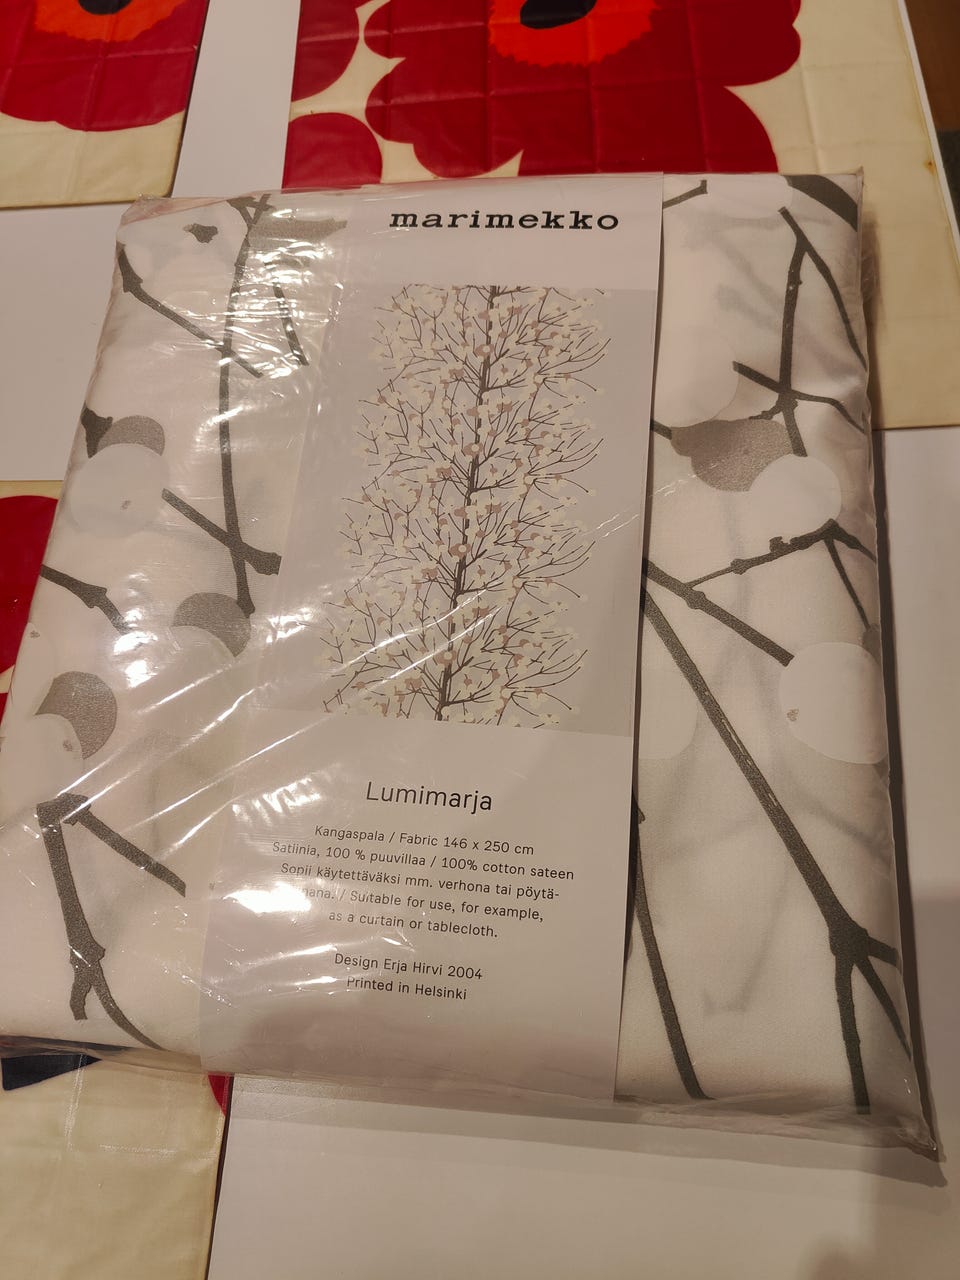 marimekko
Lumimarja
Kangaspala / Fabric 146 x 250 cm
Satiinia, 100 % puuvillaa / 100% cotton sateen
Sopii käytettäväksi mm. verhona tai pöytä-
/ Suitable for use, for example,
as a curtain or tablecloth.
Design Erja Hirvi 2004
Printed in Helsinki